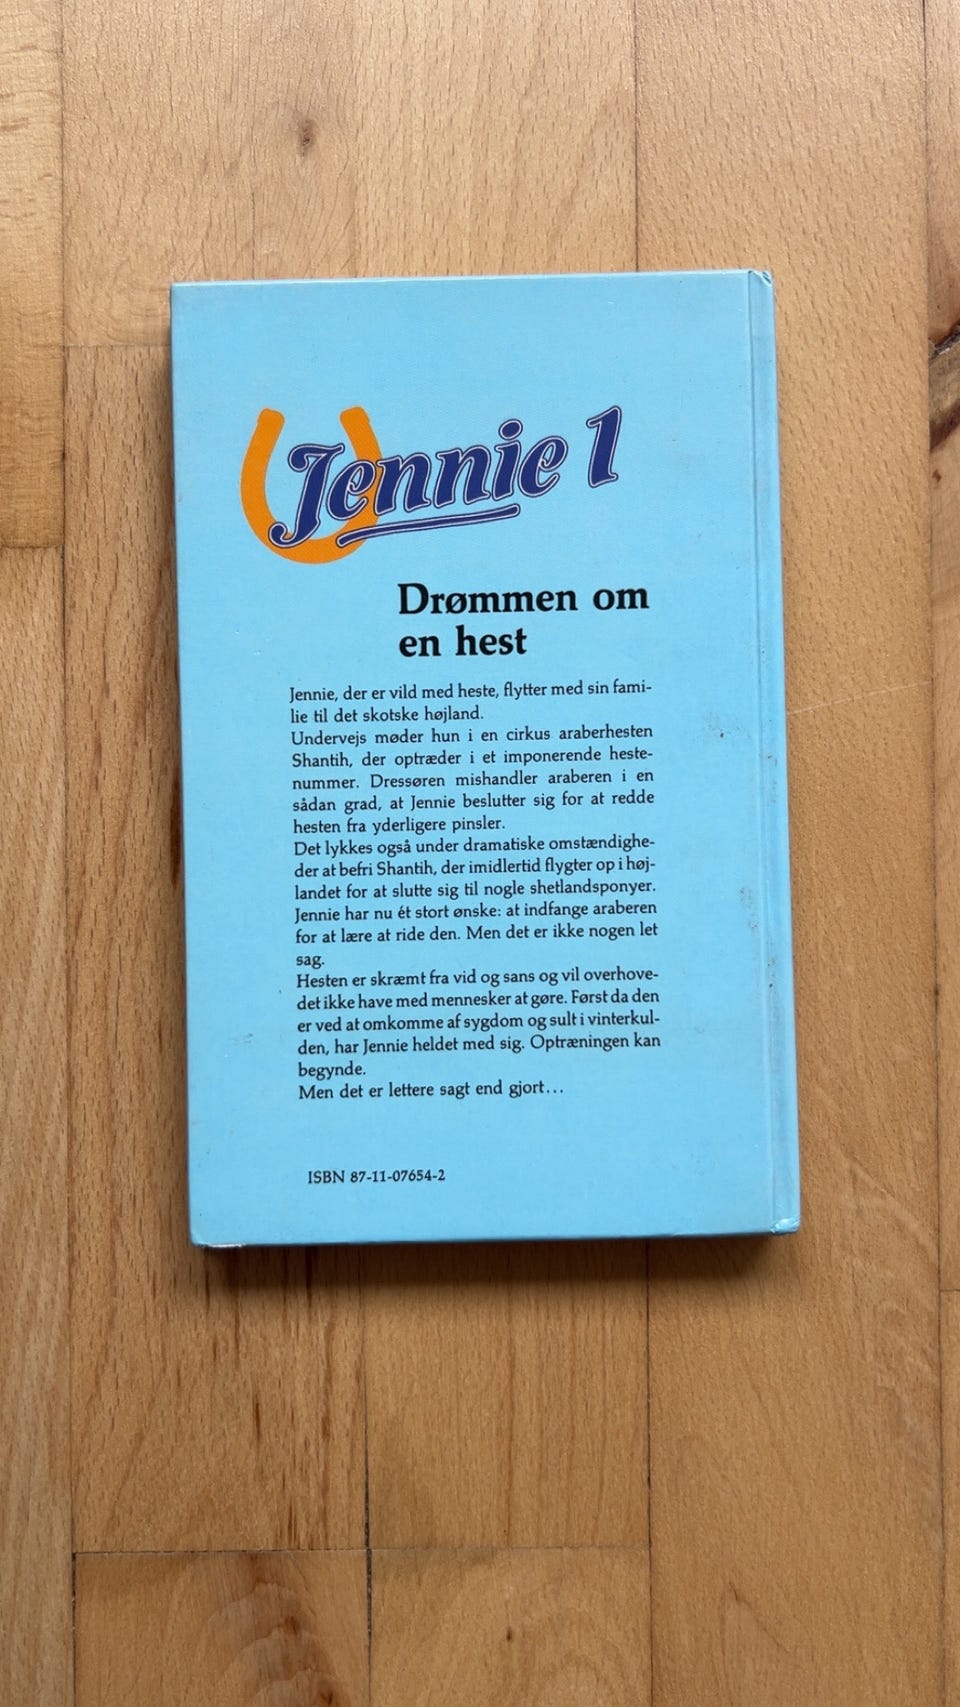 Jennie 1
Drømmen om
en hest
Jennie, der er vild med heste, flytter med sin fami-
lie til det skotske højland.
Undervejs møder hun i en cirkus araberhesten
Shantih, der optræder i et imponerende heste-
nummer. Dressøren mishandler araberen i en
sådan grad, at Jennie beslutter sig for at redde
hesten fra yderligere pinsler.
Det lykkes også under dramatiske omstændighe-
der at befri Shantih, der imidlertid flygter op i høj-
landet for at slutte sig til nogle shetlandsponyer.
Jennie har nu ét stort ønske: at indfange araberen
for at lære at ride den. Men det er ikke nogen let
sag.
Hesten er skræmt fra vid og sans og vil overhove-
det ikke have med mennesker at gøre. Først da den
er ved at omkomme af sygdom og sult i vinterkul-
den, har Jennie heldet med sig. Optræningen kan
begynde.
Men det er lettere sagt end gjort...
ISBN 87-11-07654-2